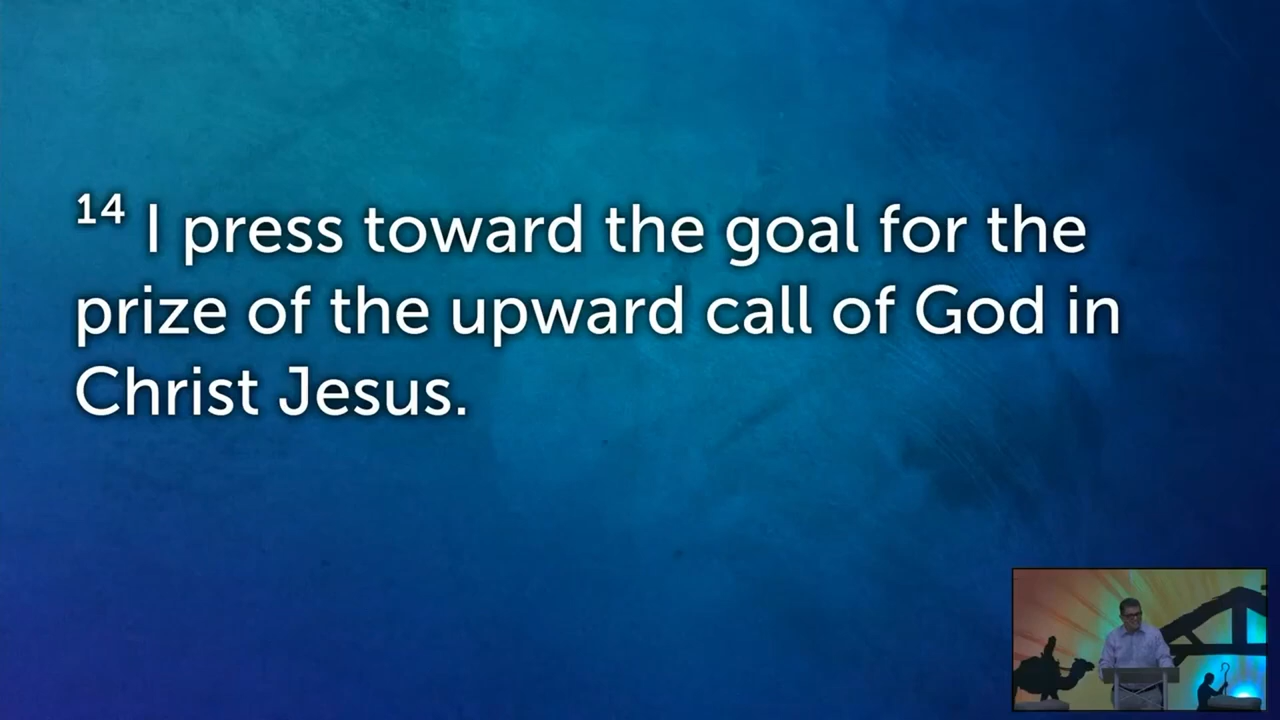 14 I press toward the goal for the
prize of the upward call of God in
Christ Jesus.